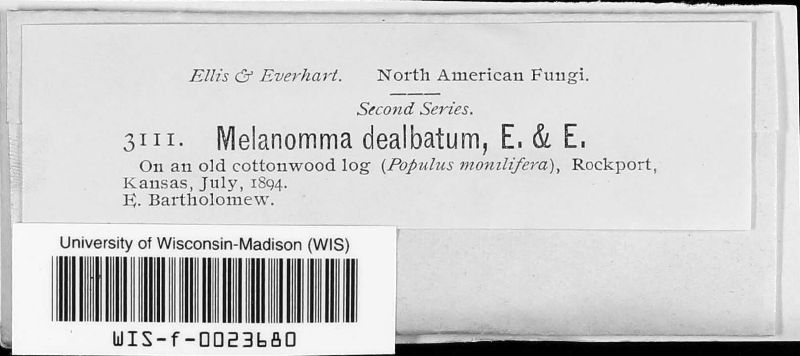 Ellis & Everhart. North American Fungi.
Second Series.
3111. Melanomma dealbatum, E. & E.
On an old cottonwood log (Populus monilifera), Rockport,
Kansas, July, 1894.
E. Bartholomew.
University of Wisconsin-Madison (WIS)
WIS-f-0023680